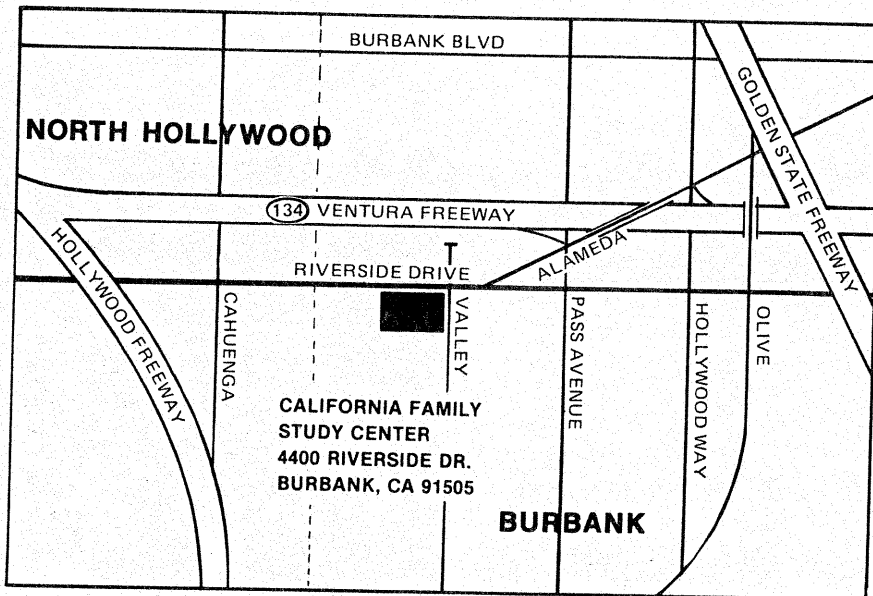 BURBANK BLVD
GOLDEN STATE FREEWAY
NORTH HOLLYWOOD
134 VENTURA FREEWAY
HOLLYWOOD FREEWAY
ALAMEDA
RIVERSIDE DRIVE
CAHUENGA
VALLEY
PASS AVENUE
HOLLYWOOD WAY
OLIVE
CALIFORNIA FAMILY
STUDY CENTER
4400 RIVERSIDE DR.
BURBANK, CA 91505
BURBANK